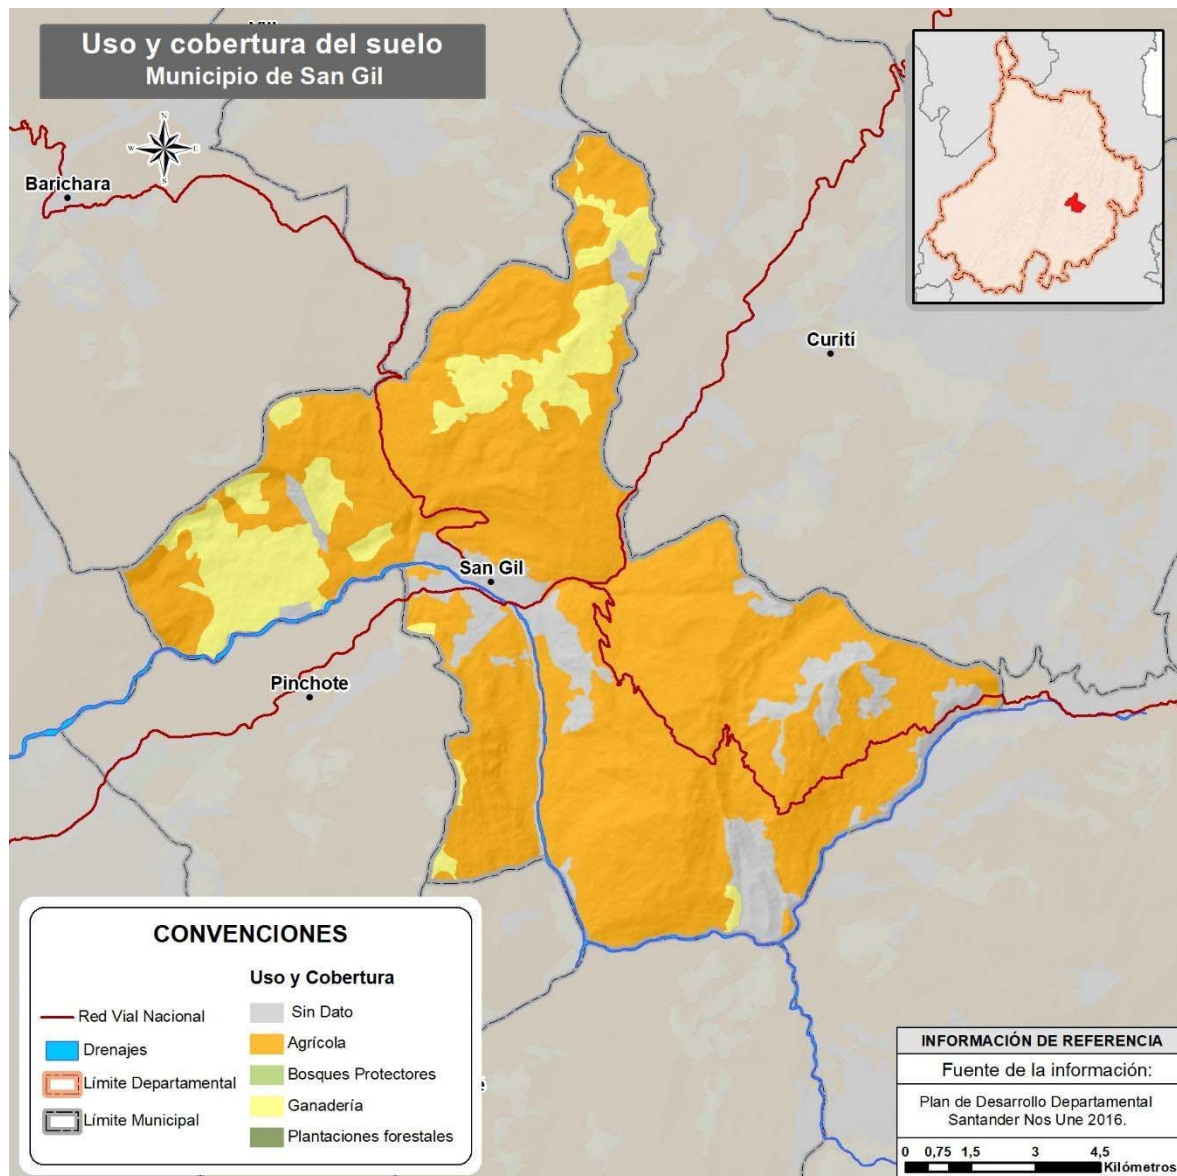 Uso y cobertura del suelo
Municipio de San Gil
N
W E
S
Barichara
Curití
San Gil
Pinchote
CONVENCIONES
Uso y Cobertura
Red Vial Nacional
Drenajes
Límite Departamental
Límite Municipal
Sin Dato
Agrícola
Bosques Protectores
Ganadería
Plantaciones forestales
INFORMACIÓN DE REFERENCIA
Fuente de la información:
Plan de Desarrollo Departamental
Santander Nos Une 2016.
0 0,75 1,5 3 4,5
Kilómetros